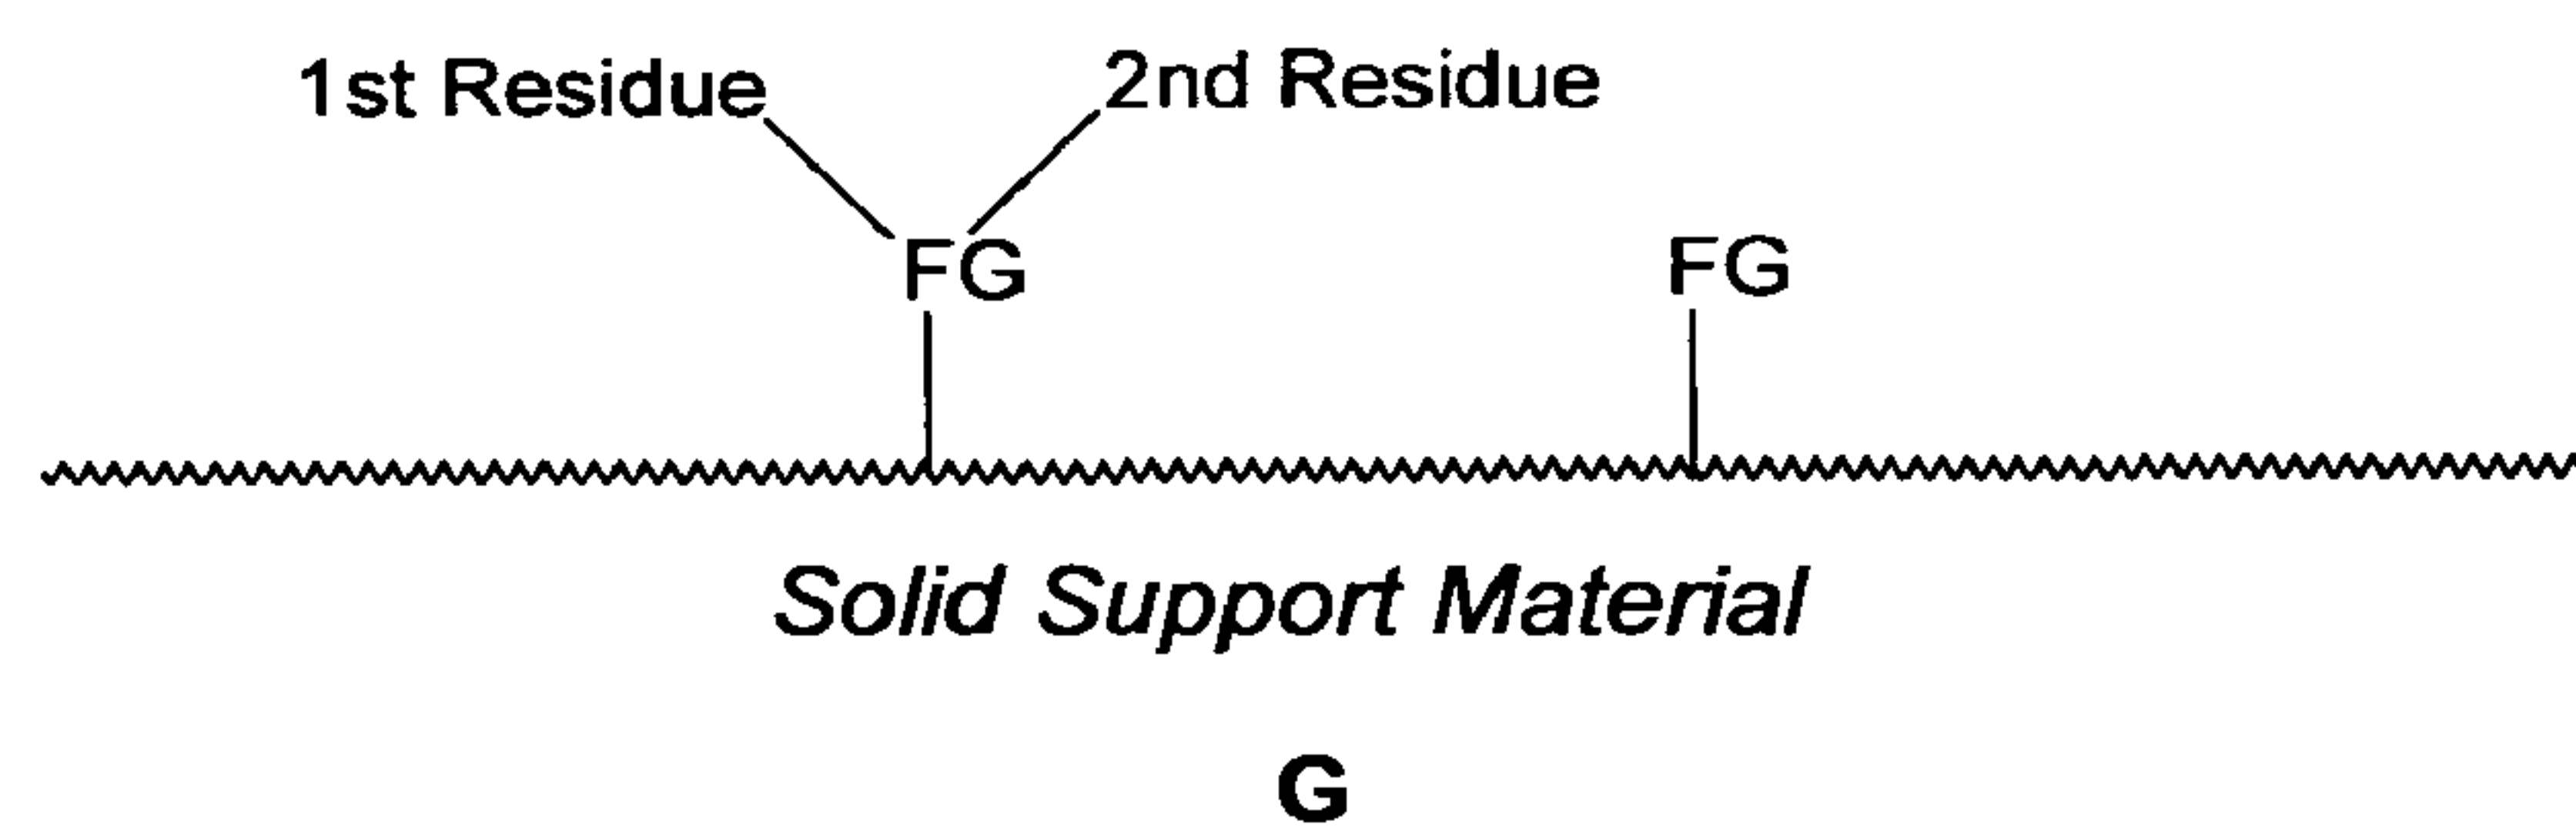 1st Residue 2nd Residue
FG FG
Solid Support Material
G